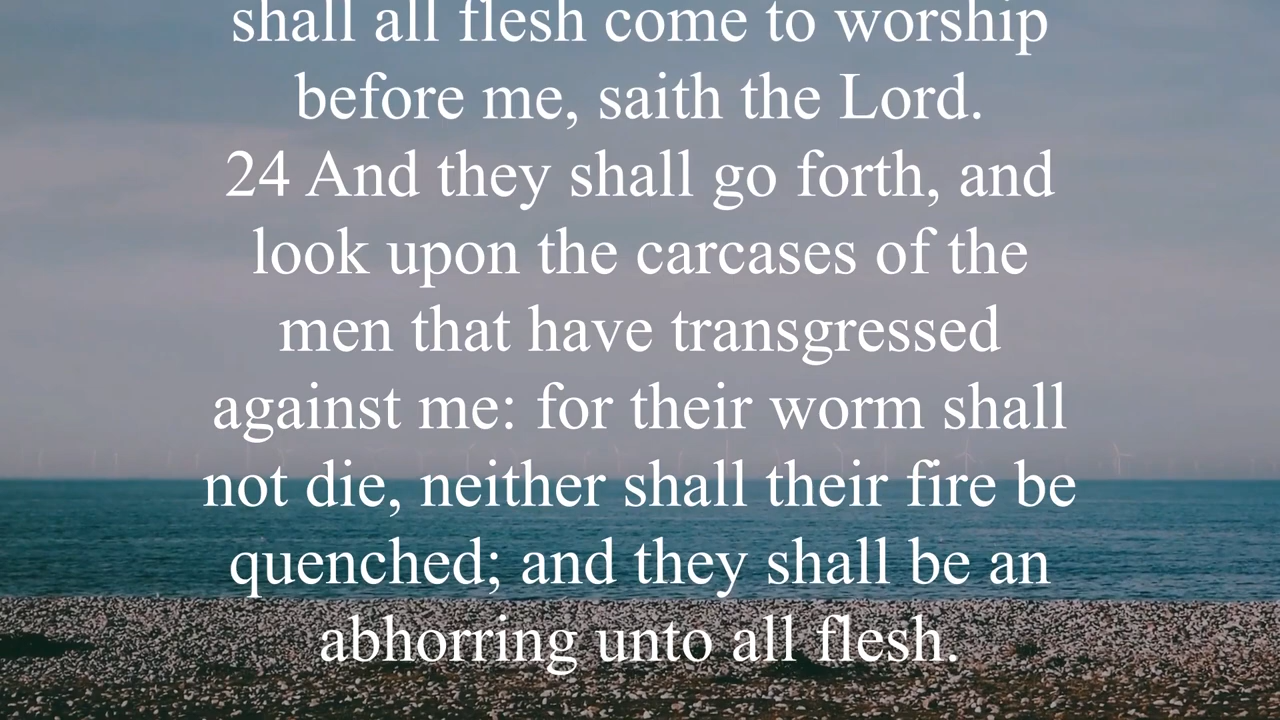 shall all flesh come to worship
before me, saith the Lord.
24 And they shall go forth, and
look upon the carcases of the
men that have transgressed
against me: for their worm shall
not die, neither shall their fire be
quenched; and they shall be an
abhorring unto all flesh.